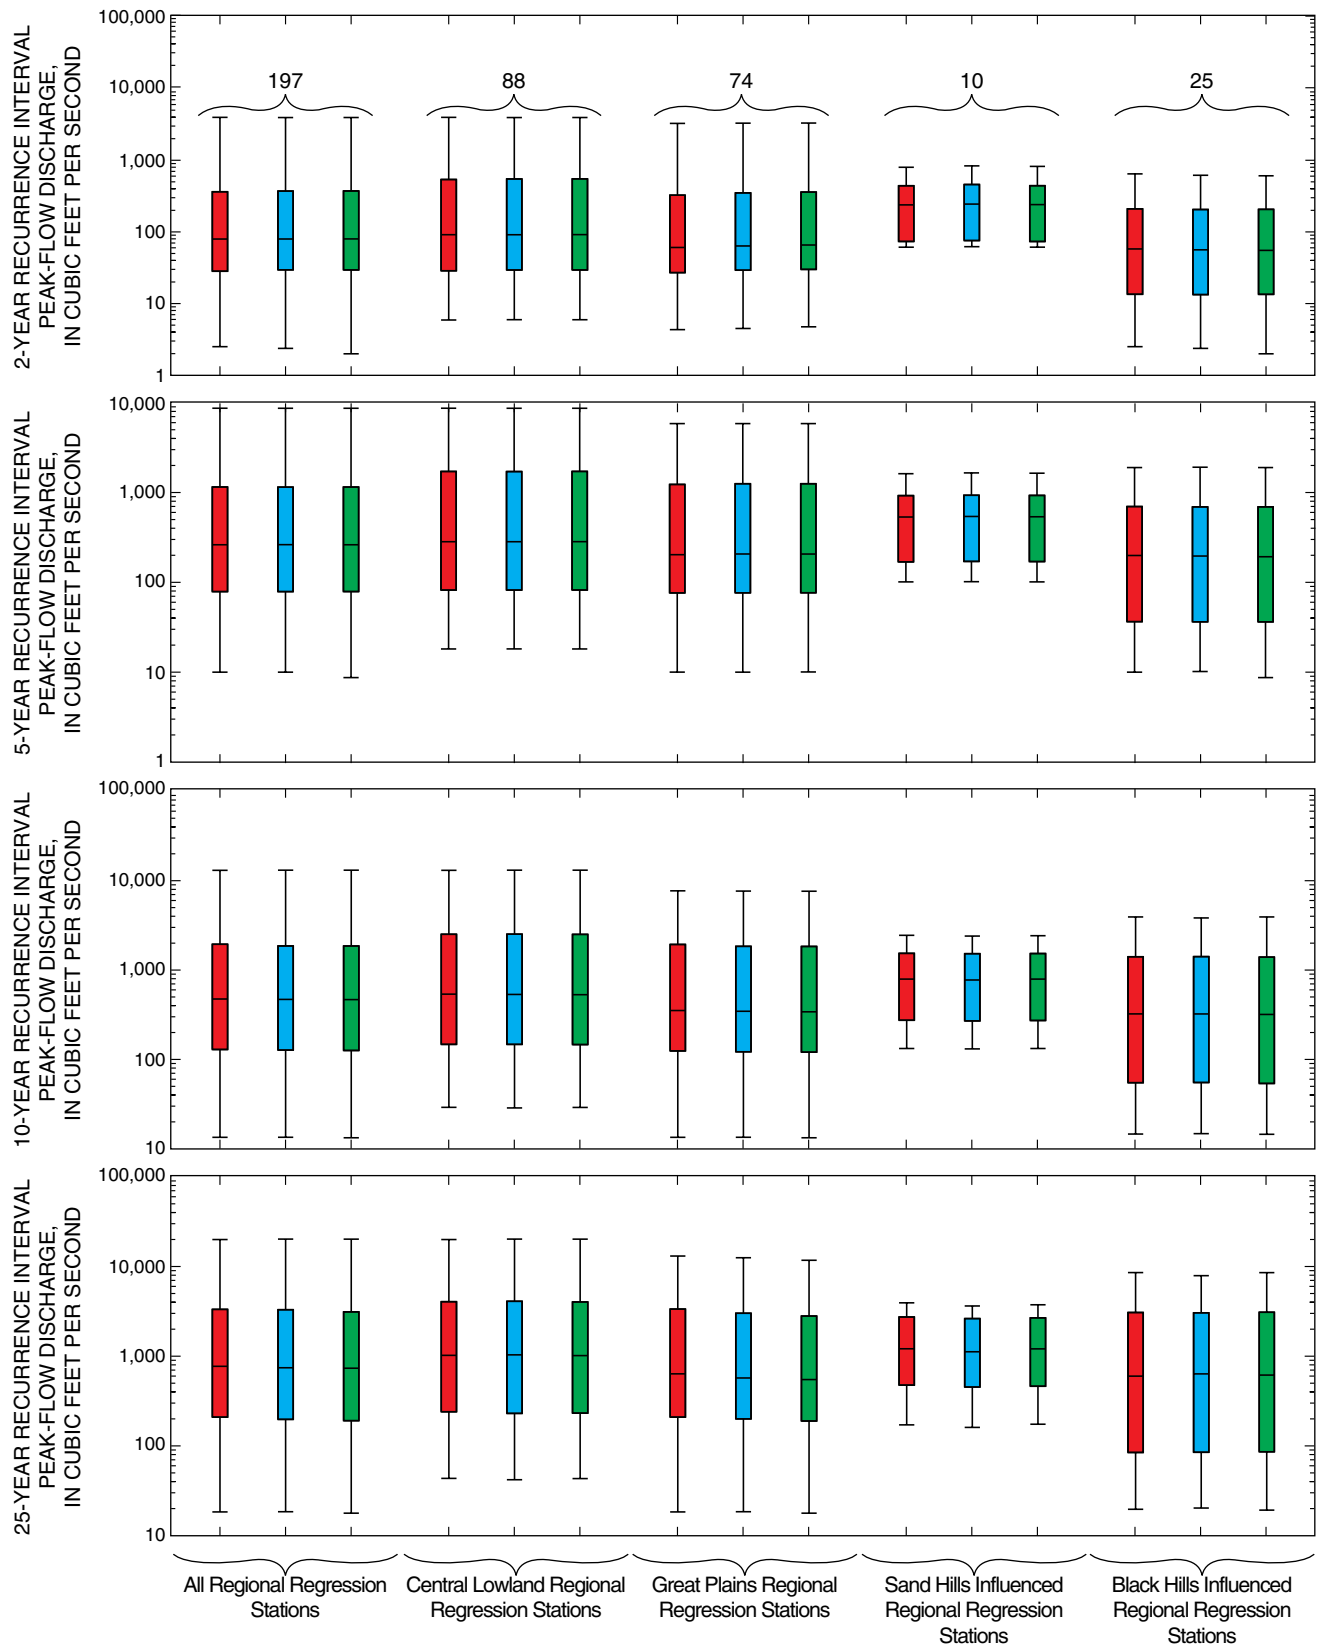 2-YEAR RECURRENCE INTERVAL
PEAK-FLOW DISCHARGE,
IN CUBIC FEET PER SECOND
100,000
10,000
1,000
100
10
1
197
88
74
10
25
5-YEAR RECURRENCE INTERVAL
PEAK-FLOW DISCHARGE,
IN CUBIC FEET PER SECOND
10,000
1,000
100
10
1
10-YEAR RECURRENCE INTERVAL
PEAK-FLOW DISCHARGE,
IN CUBIC FEET PER SECOND
100,000
10,000
1,000
100
10
25-YEAR RECURRENCE INTERVAL
PEAK-FLOW DISCHARGE,
IN CUBIC FEET PER SECOND
100,000
10,000
1,000
100
10
All Regional Regression
Stations
Central Lowland Regional
Regression Stations
Great Plains Regional
Regression Stations
Sand Hills Influenced
Regional Regression
Stations
Black Hills Influenced
Regional Regression
Stations